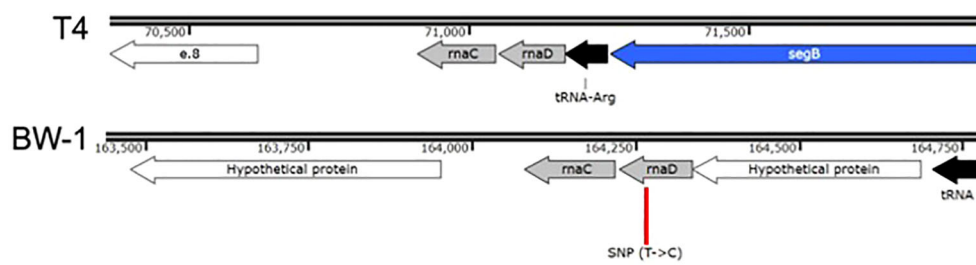 T4
70,500 71,000 71,500
e.8 rnaC rnaD segB
tRNA-Arg
BW-1
163,500 163,750 164,000 164,250 164,500 164,750
Hypothetical protein rnaC rnaD Hypothetical protein
tRNA
SNP (T->C)